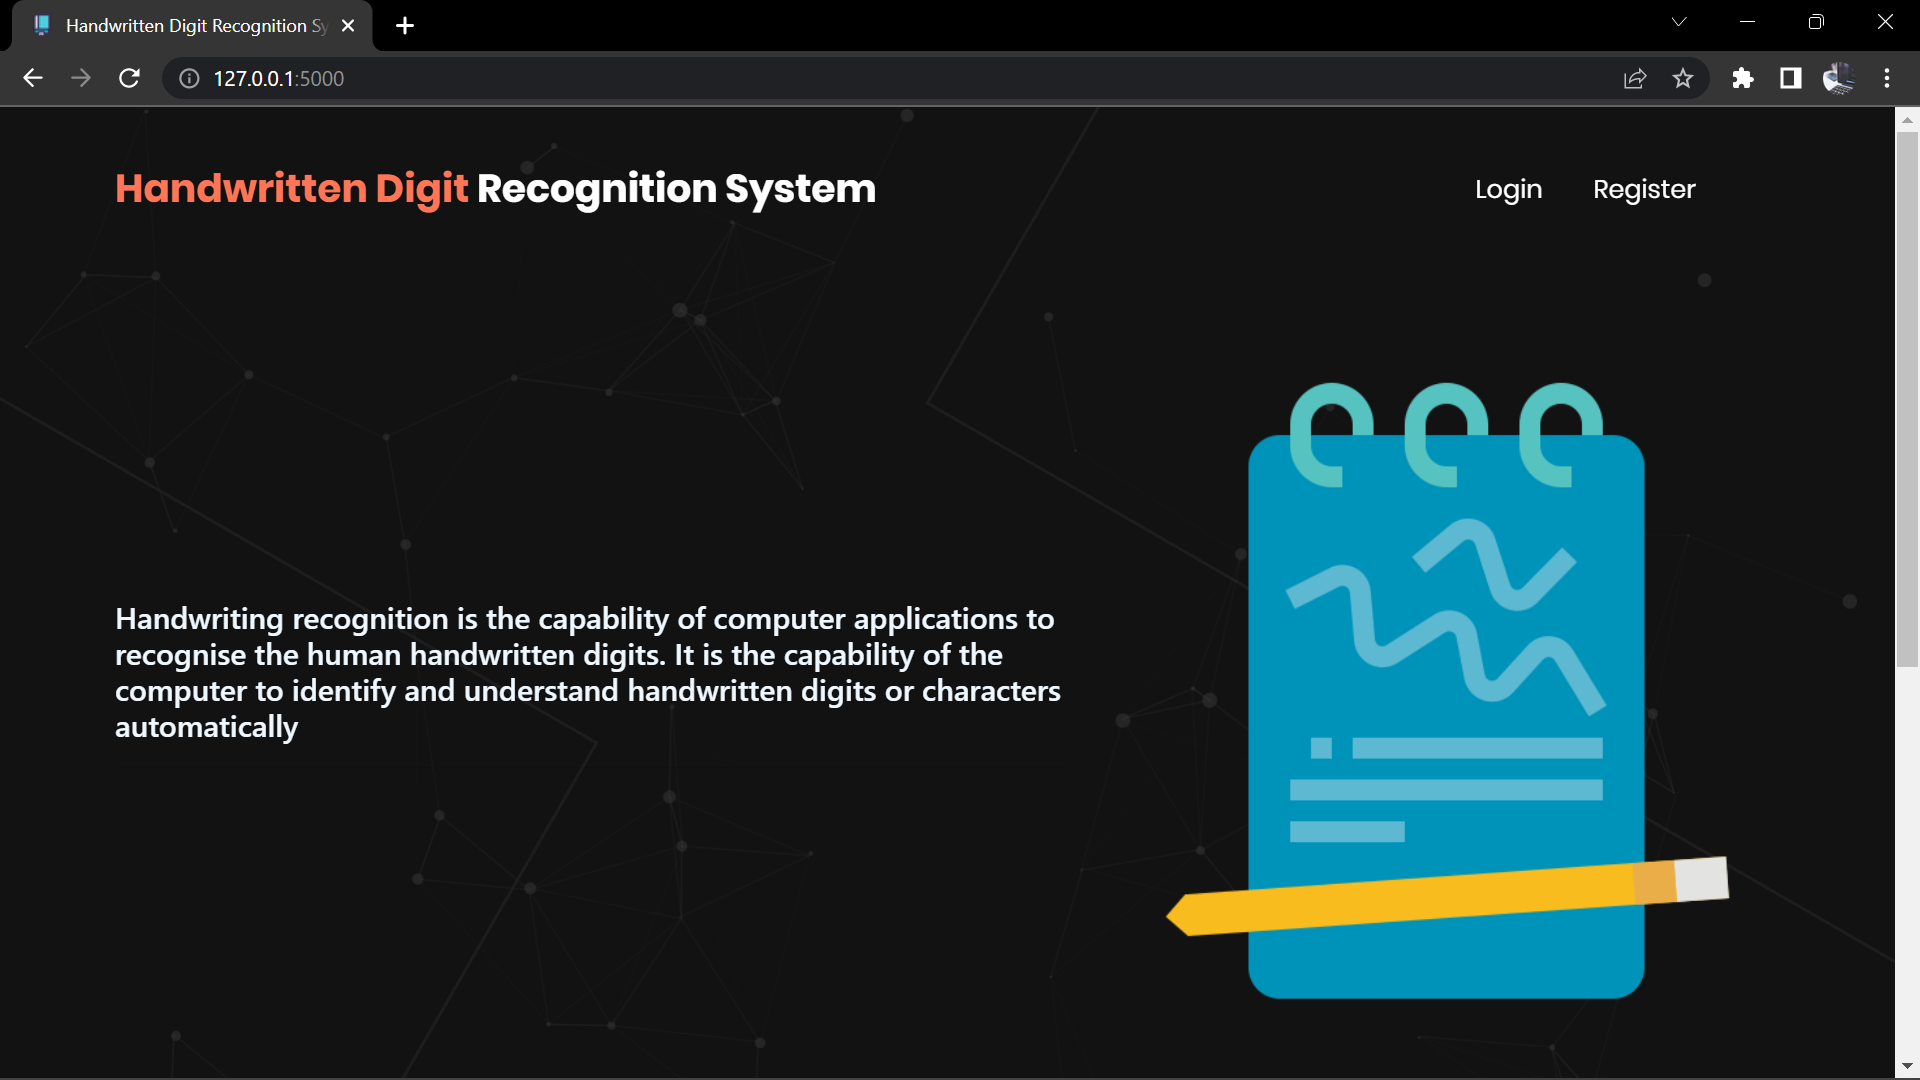 Handwritten Digit Recognition Sy
127.0.0.1:5000
Handwritten Digit Recognition System
Login
Register
Handwriting recognition is the capability of computer applications to
recognise the human handwritten digits. It is the capability of the
computer to identify and understand handwritten digits or characters
automatically